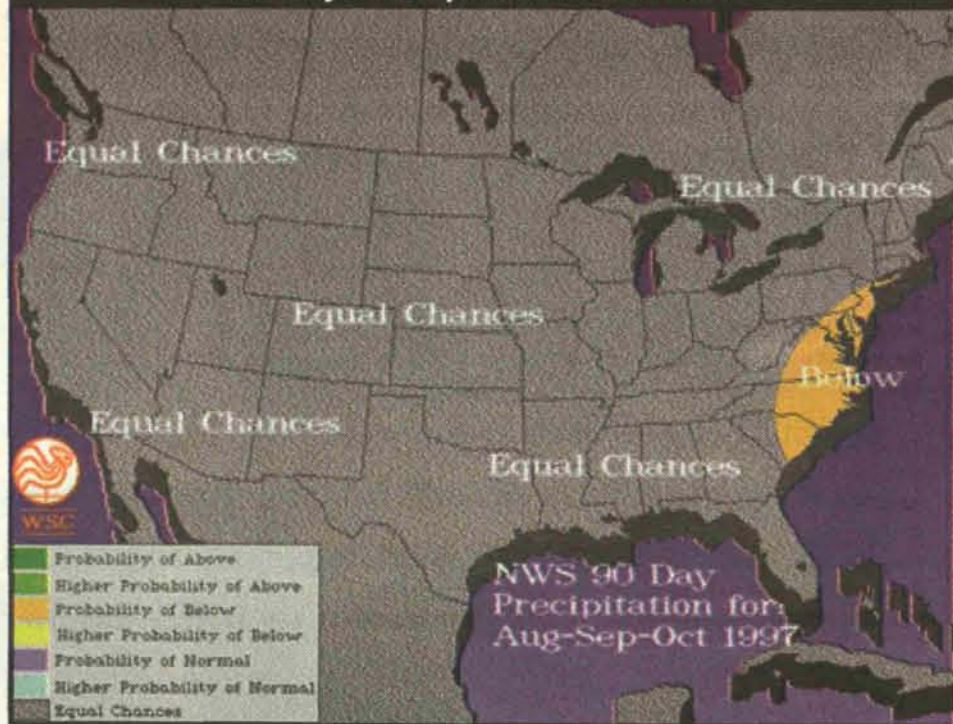 Equal Chances
Equal Chances
Equal Chances
Below
Equal Chances
Equal Chances
WSC
Probability of Above
Higher Probability of Above
Probability of Below
Higher Probability of Below
Probability of Normal
Higher Probability of Normal
Equal Chances
NWS 90 Day
Precipitation for:
Aug-Sep-Oct 1997